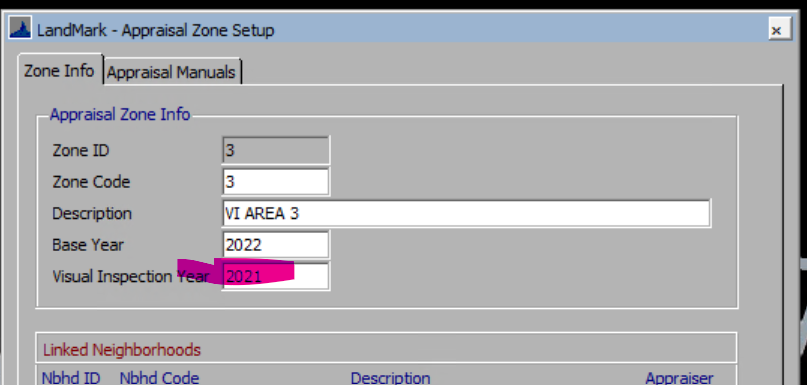 LandMark - Appraisal Zone Setup
Zone Info Appraisal Manuals
Appraisal Zone Info
Zone ID 3
Zone Code 3
Description VI AREA 3
Base Year 2022
Visual Inspection Year 2021
Linked Neighborhoods
Nbhd ID Nbhd Code Description Appraiser